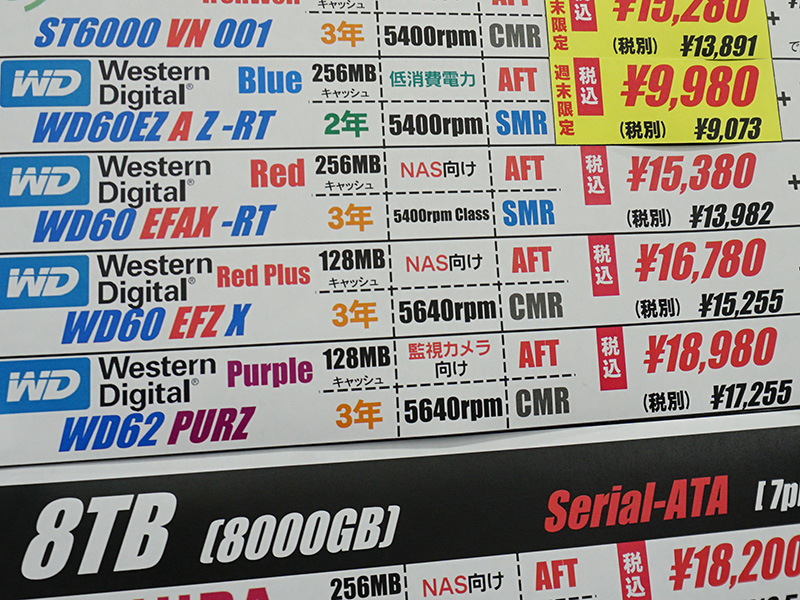 キャッシュ AFT 週末限定 税込 ¥15,280
ST6000 VN 001 3年 5400rpm CMR (税別) ¥13,891
WD Western Digital® Blue 256MB キャッシュ 低消費電力 AFT 週末限定 税込 ¥9,980
WD60EZ A Z -RT 2年 5400rpm SMR (税別) ¥9,073
WD Western Digital® Red 256MB キャッシュ NAS向け AFT 税込 ¥15,380
WD60 EFAX -RT 3年 5400rpm Class SMR (税別) ¥13,982
WD Western Digital® Red Plus 128MB キャッシュ NAS向け AFT 税込 ¥16,780
WD60 EFZ X 3年 5640rpm CMR (税別) ¥15,255
WD Western Digital® Purple 128MB キャッシュ 監視カメラ向け AFT 税込 ¥18,980
WD62 PURZ 3年 5640rpm CMR (税別) ¥17,255
8TB (8000GB) Serial-ATA
256MB NAS向け AFT 税込 ¥18,200